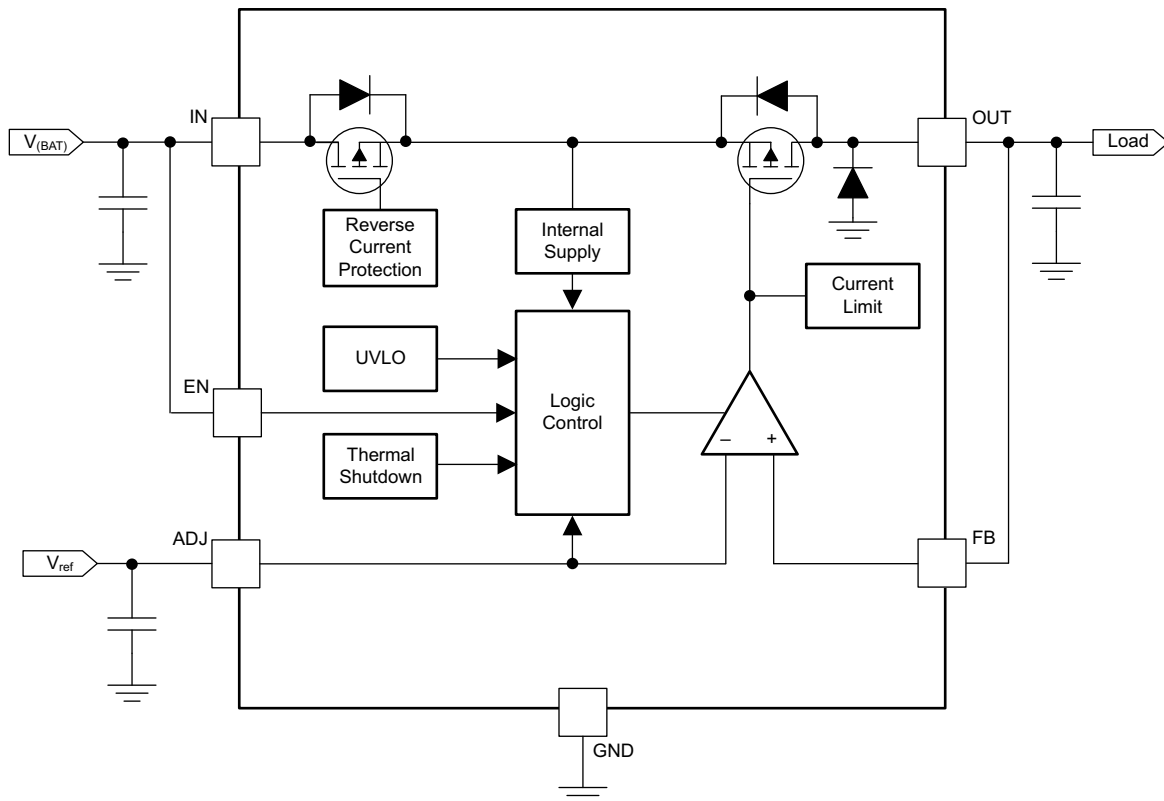 IN
OUT
V(BAT)
Load
Reverse
Current
Protection
Internal
Supply
Current
Limit
UVLO
EN
Logic
Control
– +
Thermal
Shutdown
ADJ
FB
Vref
GND